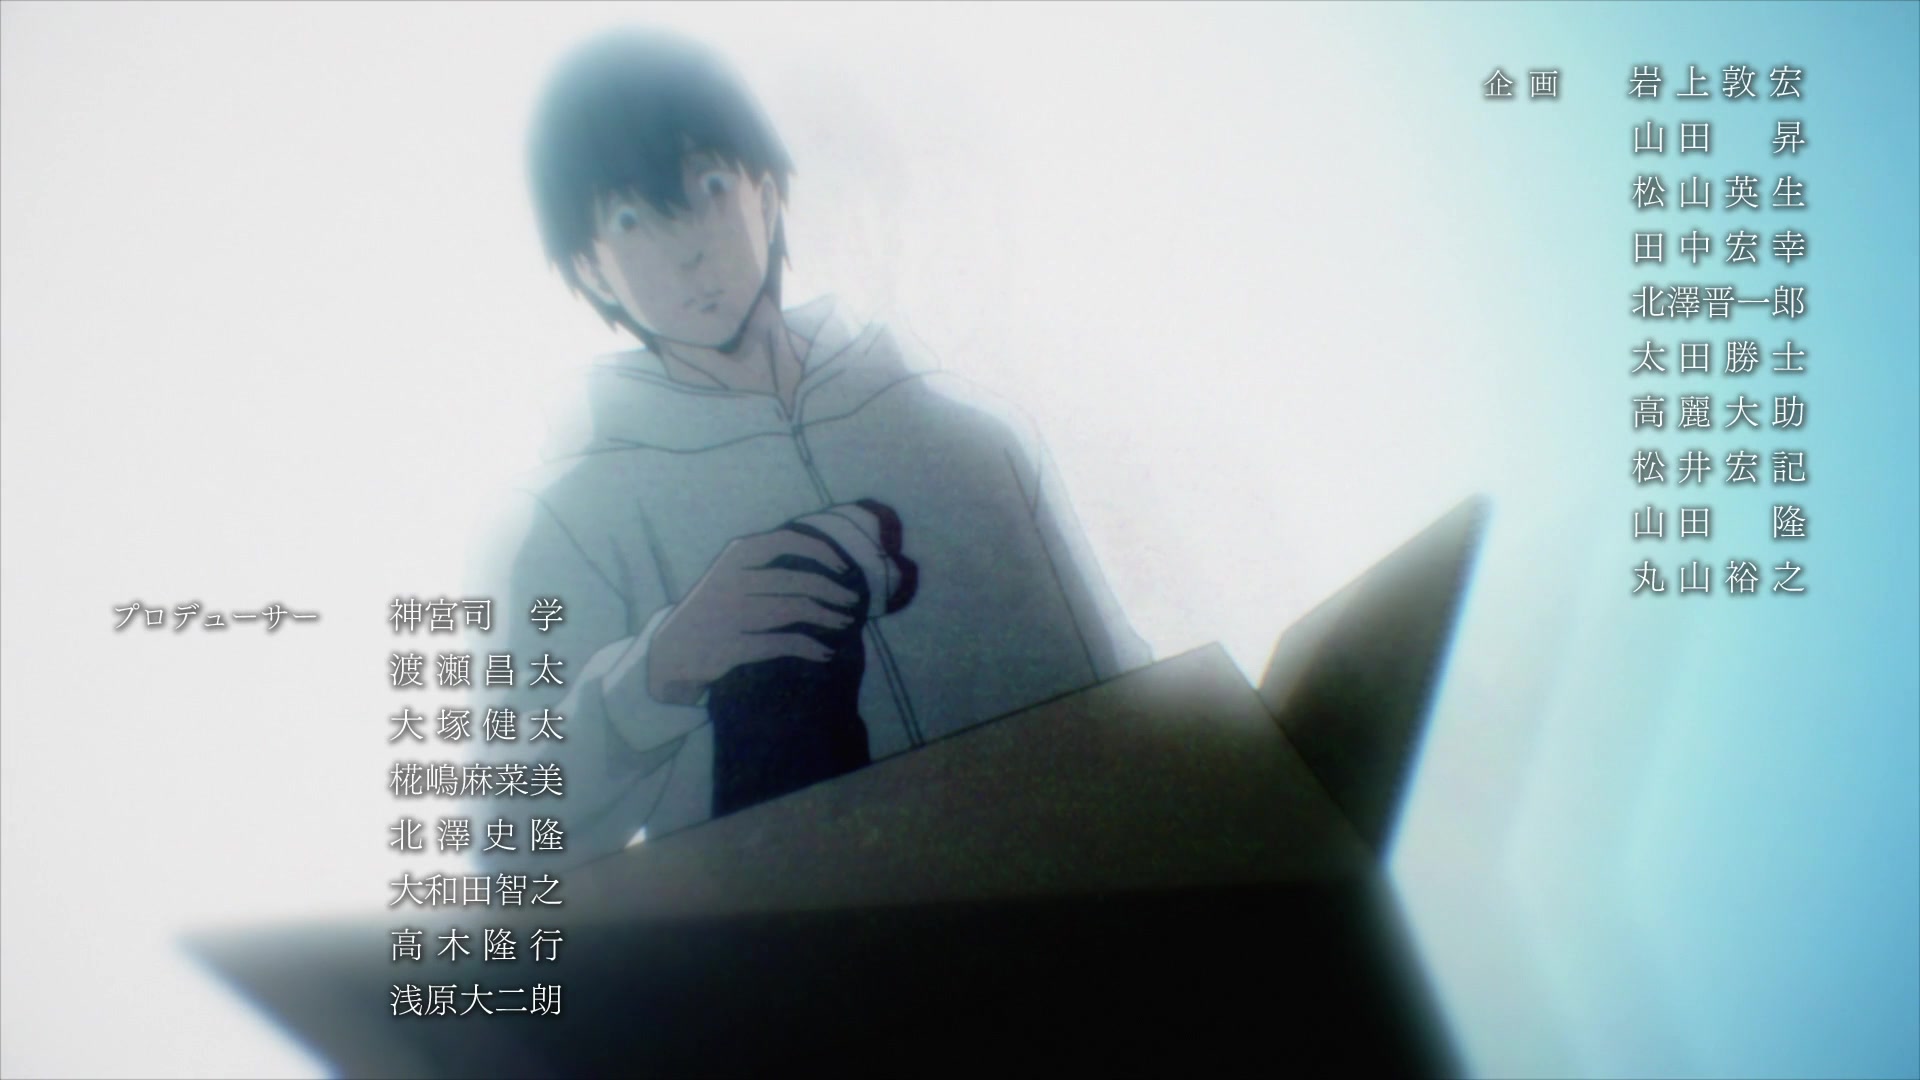 企画 岩上敦宏
山田 昇
松山英生
田中宏幸
北澤晋一郎
太田勝士
高麗大助
松井宏記
山田 隆
丸山裕之
プロデューサー 神宮司 学
渡瀬昌太
大塚健太
椛嶋麻菜美
北澤史隆
大和田智之
高木隆行
浅原大二朗